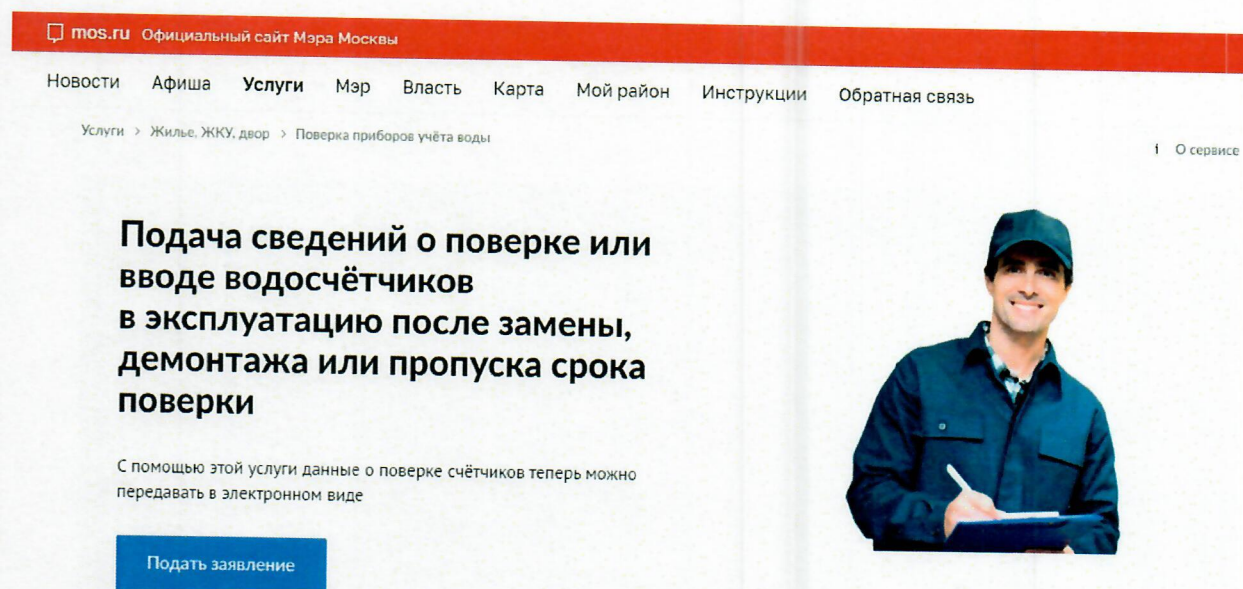 mos.ru Официальный сайт Мэра Москвы
Новости Афиша Услуги Мэр Власть Карта Мой район Инструкции Обратная связь
Услуги > Жилье, ЖКУ, двор > Поверка приборов учёта воды
i О сервисе
Подача сведений о поверке или
вводе водосчётчиков
в эксплуатацию после замены,
демонтажа или пропуска срока
поверки
С помощью этой услуги данные о поверке счётчиков теперь можно
передавать в электронном виде
Подать заявление